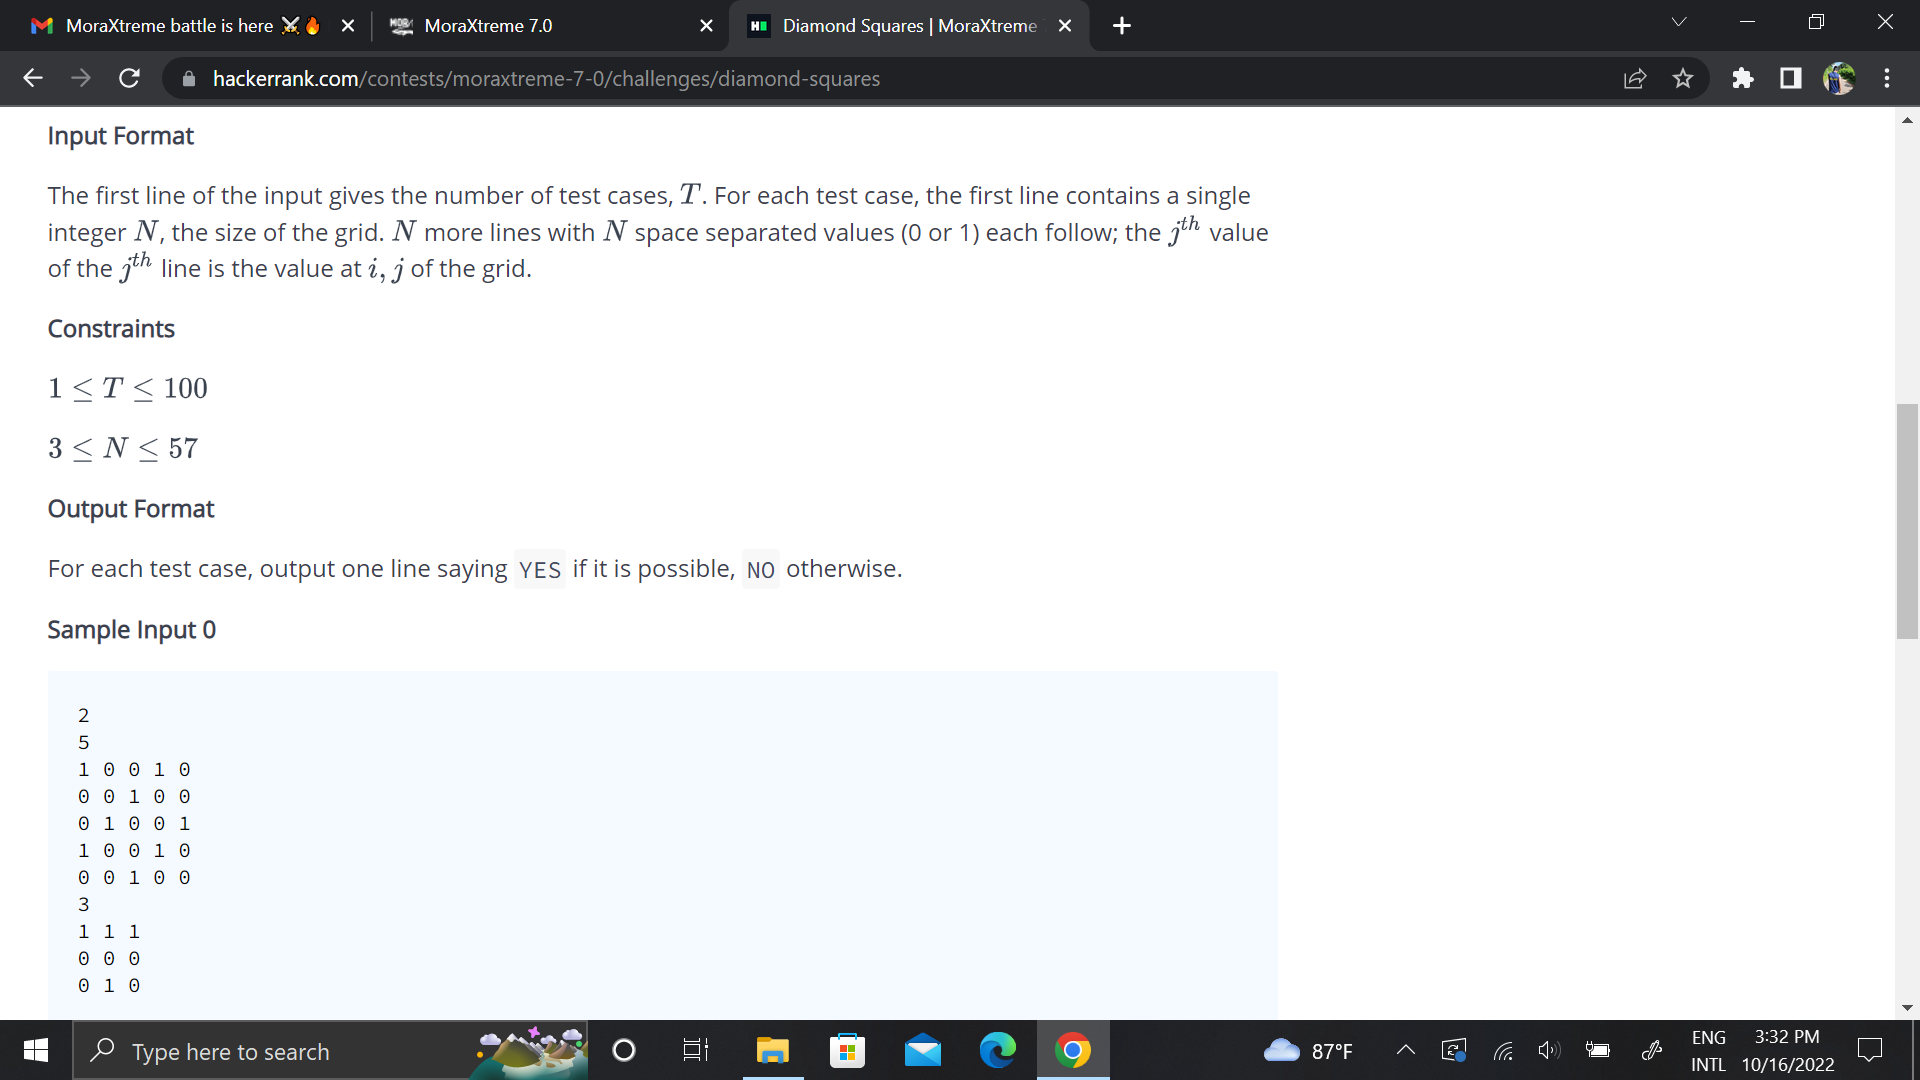 MoraXtreme battle is here ⚔️🔥
MoraXtreme 7.0
Diamond Squares | MoraXtreme
hackerrank.com/contests/moraxtreme-7-0/challenges/diamond-squares
Input Format
The first line of the input gives the number of test cases, T. For each test case, the first line contains a single
integer N, the size of the grid. N more lines with N space separated values (0 or 1) each follow; the j^th value
of the j^th line is the value at i, j of the grid.
Constraints
1 ≤ T ≤ 100
3 ≤ N ≤ 57
Output Format
For each test case, output one line saying YES if it is possible, NO otherwise.
Sample Input 0
2
5
1 0 0 1 0
0 0 1 0 0
0 1 0 0 1
1 0 0 1 0
0 0 1 0 0
3
1 1 1
0 0 0
0 1 0
Type here to search
87°F
ENG
INTL
3:32 PM
10/16/2022